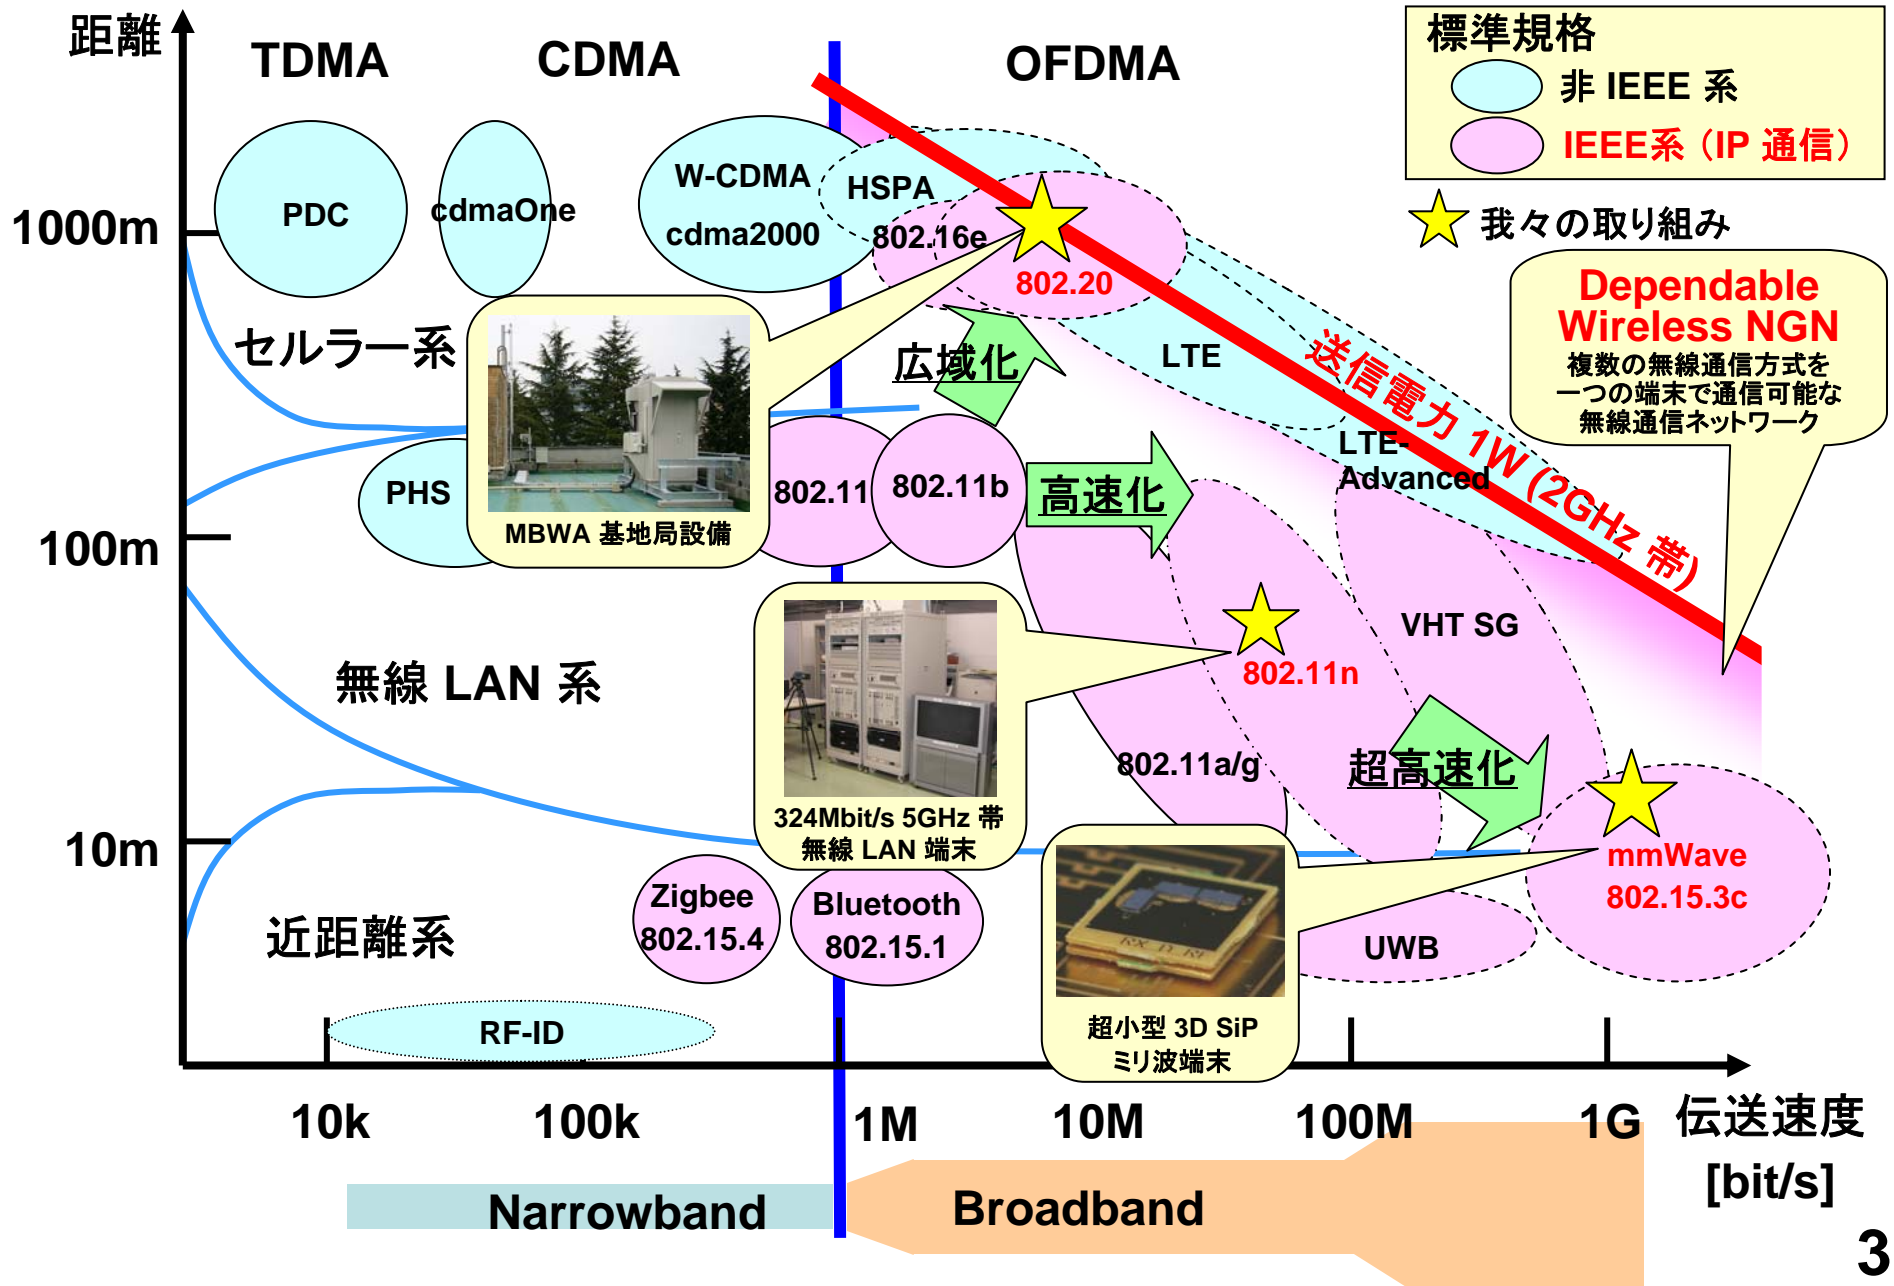 距離
TDMA
CDMA
OFDMA
標準規格
非 IEEE 系
IEEE系（IP 通信）
我々の取り組み
1000m
100m
10m
PDC
cdmaOne
W-CDMA
cdma2000
HSPA
802.16e
802.20
セルラー系
広域化
LTE
LTE-
Advanced
送信電力 1W (2GHz 帯)
Dependable
Wireless NGN
複数の無線通信方式を
一つの端末で通信可能な
無線通信ネットワーク
PHS
MBWA 基地局設備
802.11
802.11b
高速化
無線 LAN 系
324Mbit/s 5GHz 帯
無線 LAN 端末
802.11n
VHT SG
802.11a/g
超高速化
mmWave
802.15.3c
近距離系
Zigbee
802.15.4
Bluetooth
802.15.1
UWB
超小型 3D SiP
ミリ波端末
RF-ID
10k
100k
1M
10M
100M
1G
伝送速度
[bit/s]
Narrowband
Broadband
3